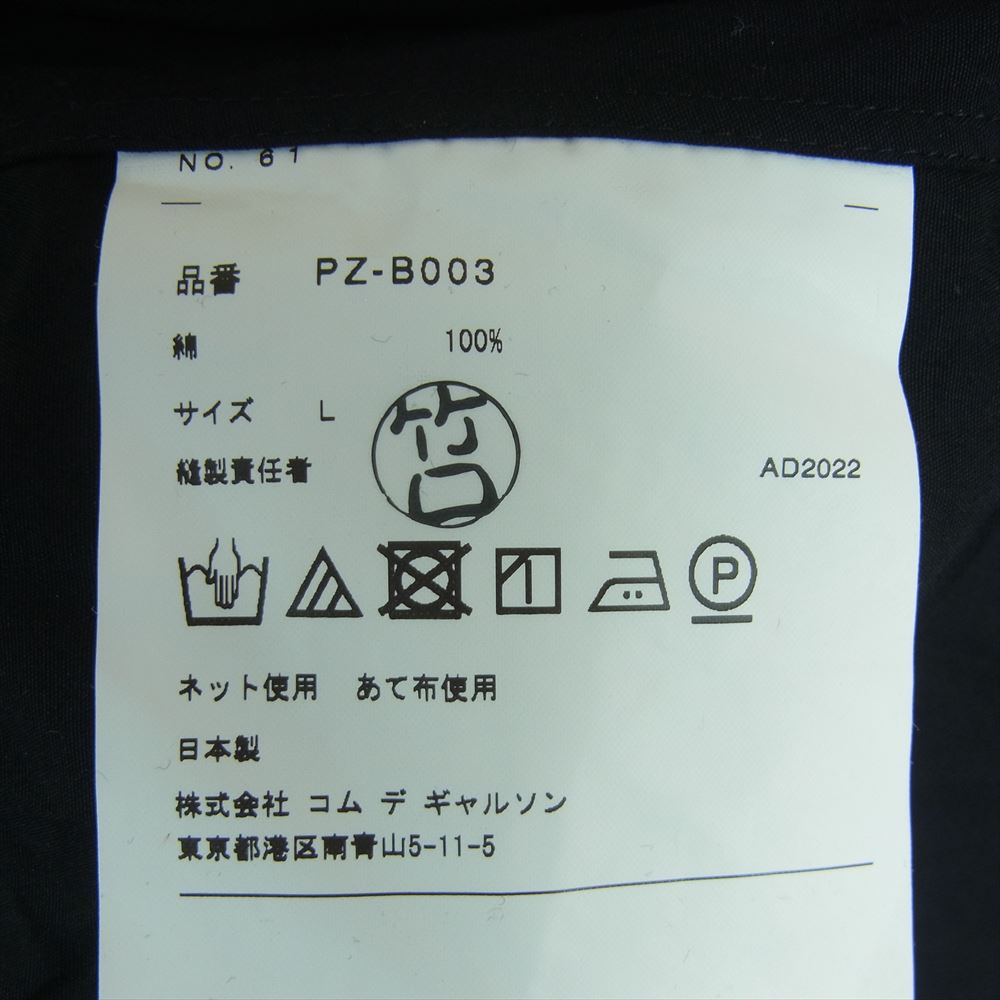 NO. 61
品番 PZ-B003
綿 100%
サイズ L
縫製責任者 竹口 AD2022
P
ネット使用 あて布使用
日本製
株式会社 コム デ ギャルソン
東京都港区南青山5-11-5